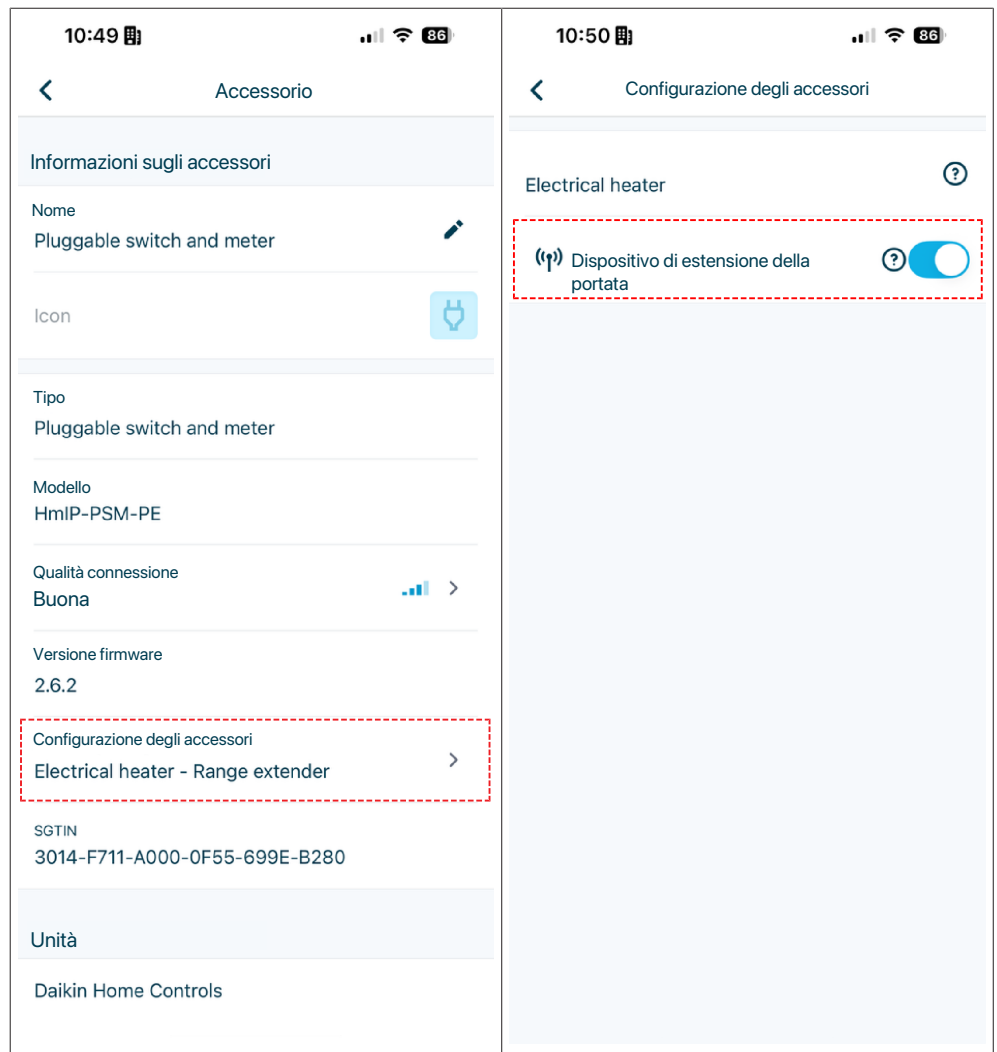 10:49
86
Accessorio
Informazioni sugli accessori
Nome
Pluggable switch and meter
Icon
Tipo
Pluggable switch and meter
Modello
HmIP-PSM-PE
Qualità connessione
Buona
Versione firmware
2.6.2
Configurazione degli accessori
Electrical heater - Range extender
SGTIN
3014-F711-A000-0F55-699E-B280
Unità
Daikin Home Controls
10:50
86
Configurazione degli accessori
Electrical heater
?
Dispositivo di estensione della
portata
?